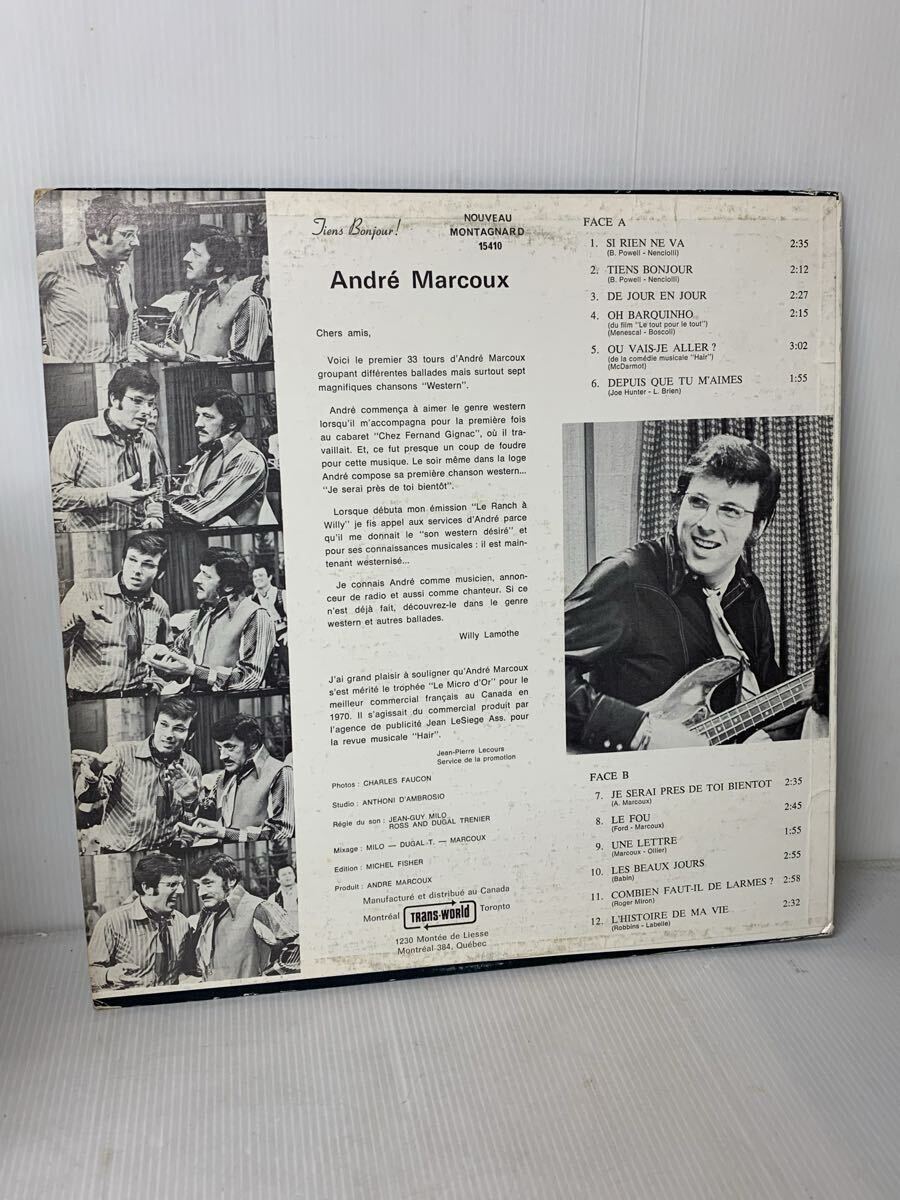 Tiens Bonjour!
NOUVEAU
MONTAGNARD
15410
André Marcoux
Chers amis,
Voici le premier 33 tours d'André Marcoux
groupant différentes ballades mais surtout sept
magnifiques chansons "Western".
André commença à aimer le genre western
lorsqu'il m'accompagna pour la première fois
au cabaret "Chez Fernand Gignac", où il tra-
vaillait. Et, ce fut presque un coup de foudre
pour cette musique. Le soir même dans la loge
André compose sa première chanson western...
"Je serai près de toi bientôt".
Lorsque débuta mon émission "Le Ranch à
Willy" je fis appel aux services d'André parce
qu'il me donnait le "son western désiré" et
pour ses connaissances musicales : il est main-
tenant westernisé...
Je connais André comme musicien, annon-
ceur de radio et aussi comme chanteur. Si ce
n'est déjà fait, découvrez-le dans le genre
western et autres ballades.
Willy Lamothe
J'ai grand plaisir à souligner qu'André Marcoux
s'est mérité le trophée "Le Micro d'Or" pour le
meilleur commercial français au Canada en
1970. Il s'agissait du commercial produit par
l'agence de publicité Jean LeSiege Ass. pour
la revue musicale "Hair".
Jean-Pierre Lecours
Service de la promotion
Photos : CHARLES FAUCON
Studio : ANTHONI D'AMBROSIO
Régie du son : JEAN-GUY MILO
ROSS AND DUGAL TRENIER
Mixage : MILO — DUGAL-T. — MARCOUX
Edition : MICHEL FISHER
Produit : ANDRE MARCOUX
Manufacturé et distribué au Canada
Montréal TRANS-WORLD Toronto
1230 Montée de Liesse
Montréal 384, Québec
FACE A
1. SI RIEN NE VA 2:35
(B. Powell - Nenciolli)
2. TIENS BONJOUR 2:12
(B. Powell - Nenciolli)
3. DE JOUR EN JOUR 2:27
4. OH BARQUINHO 2:15
(du film "Le tout pour le tout")
(Menescal - Boscoli)
5. OU VAIS-JE ALLER ? 3:02
(de la comédie musicale "Hair")
(McDarmot)
6. DEPUIS QUE TU M'AIMES 1:55
(Joe Hunter - L. Brien)
FACE B
7. JE SERAI PRES DE TOI BIENTOT 2:35
(A. Marcoux)
8. LE FOU 2:45
(Ford - Marcoux)
9. UNE LETTRE 1:55
(Marcoux - Ollier)
10. LES BEAUX JOURS 2:55
(Babin)
11. COMBIEN FAUT-IL DE LARMES ? 2:58
(Roger Miron)
12. L'HISTOIRE DE MA VIE 2:32
(Robbins - Labelle)